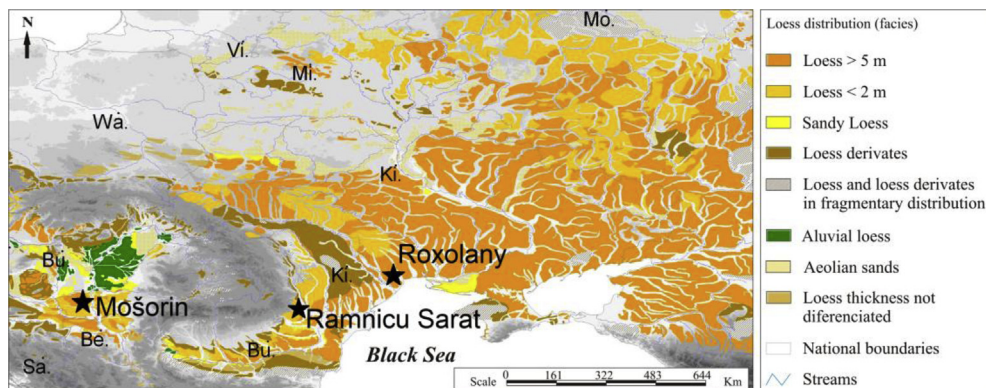 N
Mo.
Vi.
Mi.
Wa.
Ki.
Roxolany
Ki.
Bu.
Mošorin
Ramnicu Sarat
Be.
Bu.
Black Sea
Sa.
Scale 0 161 322 483 644 Km
Loess distribution (facies)
Loess > 5 m
Loess < 2 m
Sandy Loess
Loess derivates
Loess and loess derivates
in fragmentary distribution
Aluvial loess
Aeolian sands
Loess thickness not
diferenciated
National boundaries
Streams